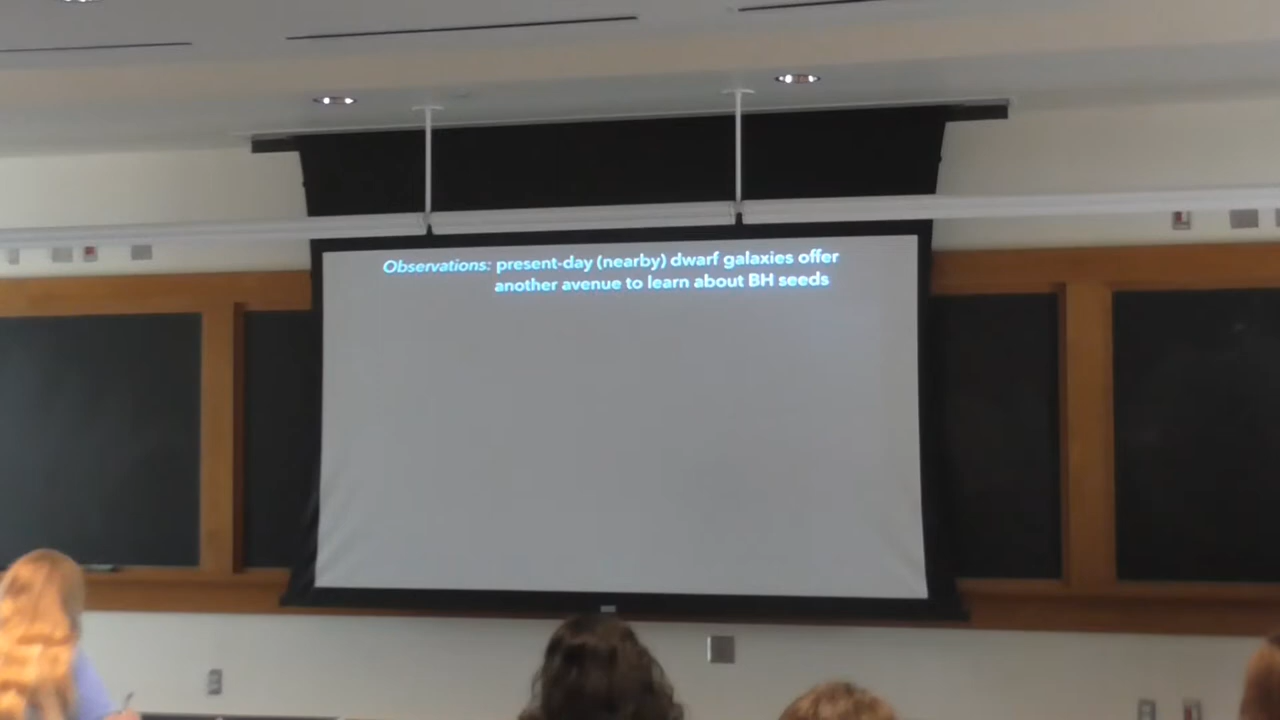 Observations: present-day (nearby) dwarf galaxies offer
another avenue to learn about BH seeds